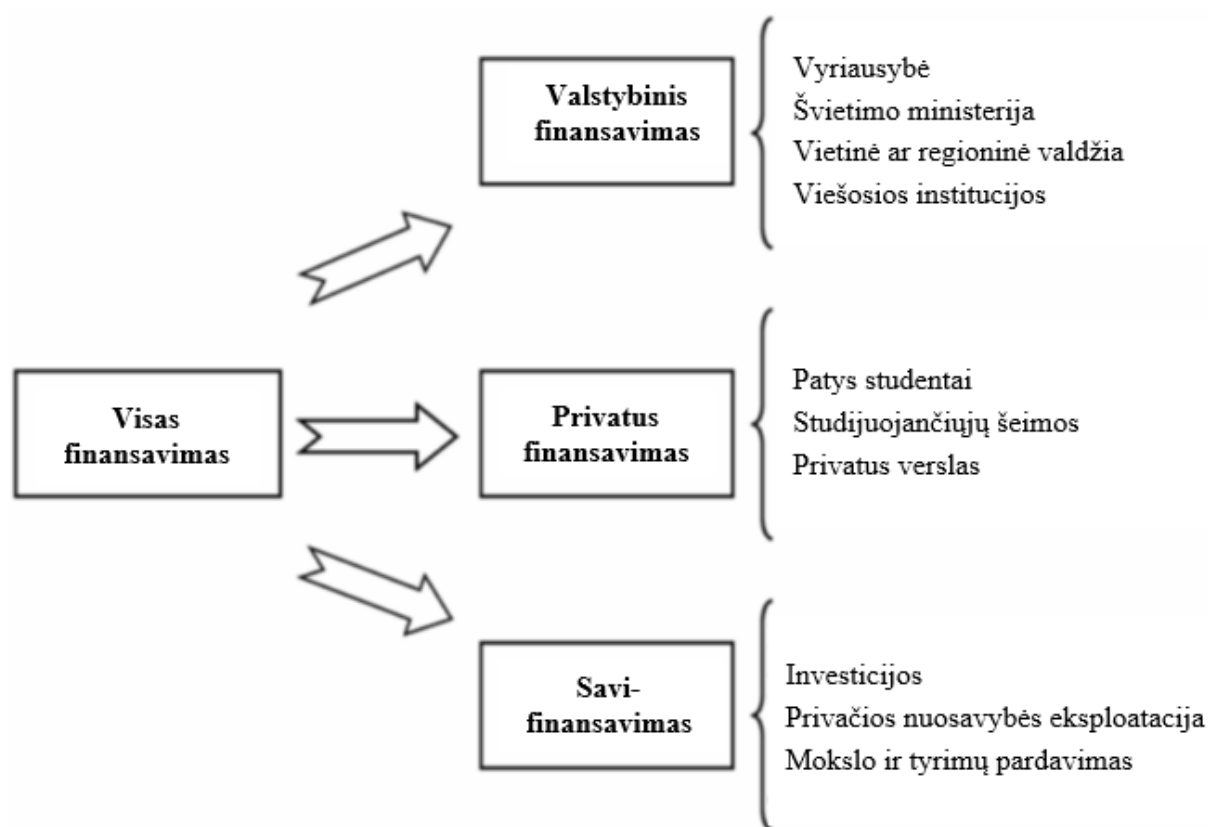 Valstybinis
finansavimas
Vyriausybė
Švietimo ministerija
Vietinė ar regioninė valdžia
Viešosios institucijos
Visas
finansavimas
Privatus
finansavimas
Patys studentai
Studijuojančiųjų šeimos
Privatus verslas
Savi-
finansavimas
Investicijos
Privačios nuosavybės eksploatacija
Mokslo ir tyrimų pardavimas